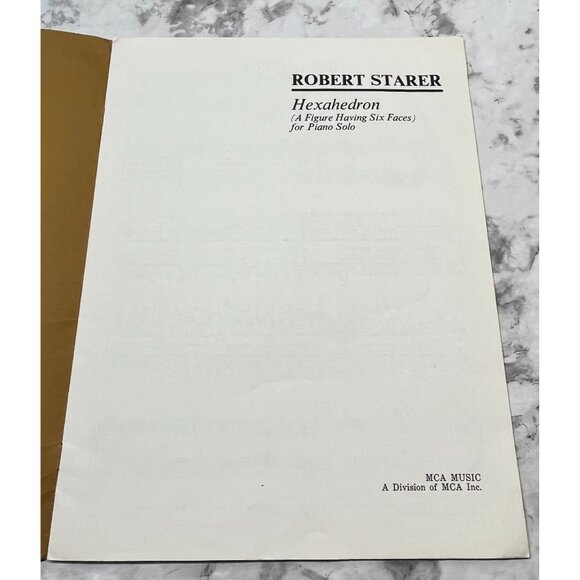 ROBERT STARER
Hexahedron
(A Figure Having Six Faces)
for Piano Solo
MCA MUSIC
A Division of MCA Inc.